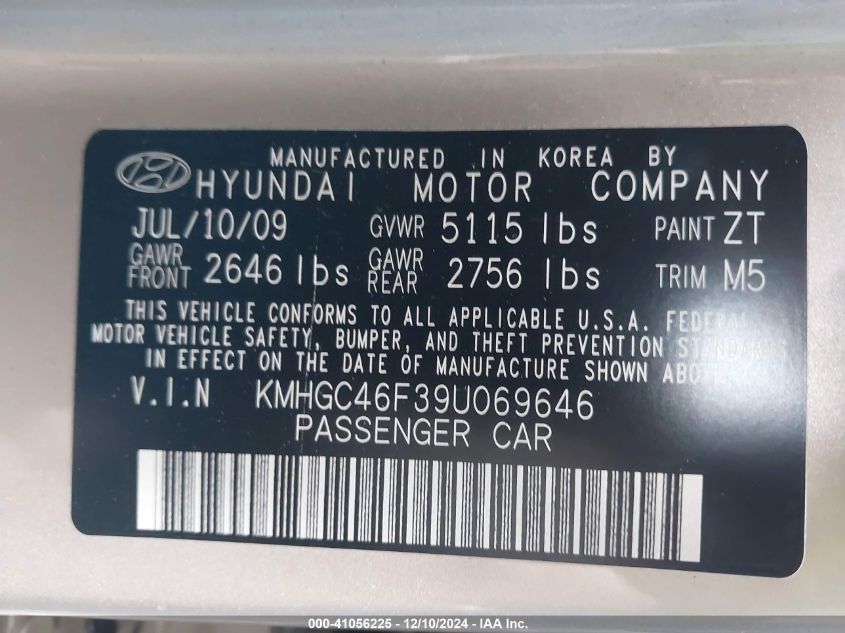 MANUFACTURED IN KOREA BY
HYUNDAI MOTOR COMPANY
JUL/10/09 GVWR 5115 lbs PAINT ZT
GAWR FRONT 2646 lbs GAWR REAR 2756 lbs TRIM M5
THIS VEHICLE CONFORMS TO ALL APPLICABLE U.S.A. FEDERAL
MOTOR VEHICLE SAFETY, BUMPER, AND THEFT PREVENTION STANDARDS
IN EFFECT ON THE DATE OF MANUFACTURE SHOWN ABOVE
V.I.N KMHGC46F39U069646
PASSENGER CAR
000-41056225 - 12/10/2024 - IAA Inc.